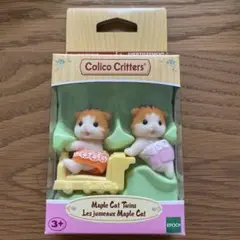 Calico Critters
Maple Cat Twins
Les jumeaux Maple Cat
3+
EPOCH